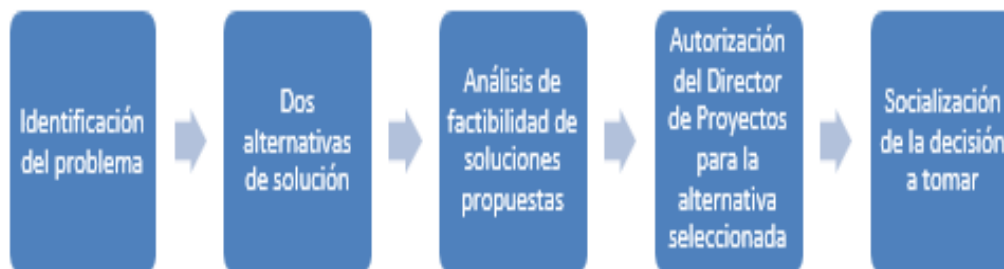 Identificación
del problema
Dos
alternativas
de solución
Análisis de
factibilidad de
soluciones
propuestas
Autorización
del Director
de Proyectos
para la
alternativa
seleccionada
Socialización
de la decisión
a tomar